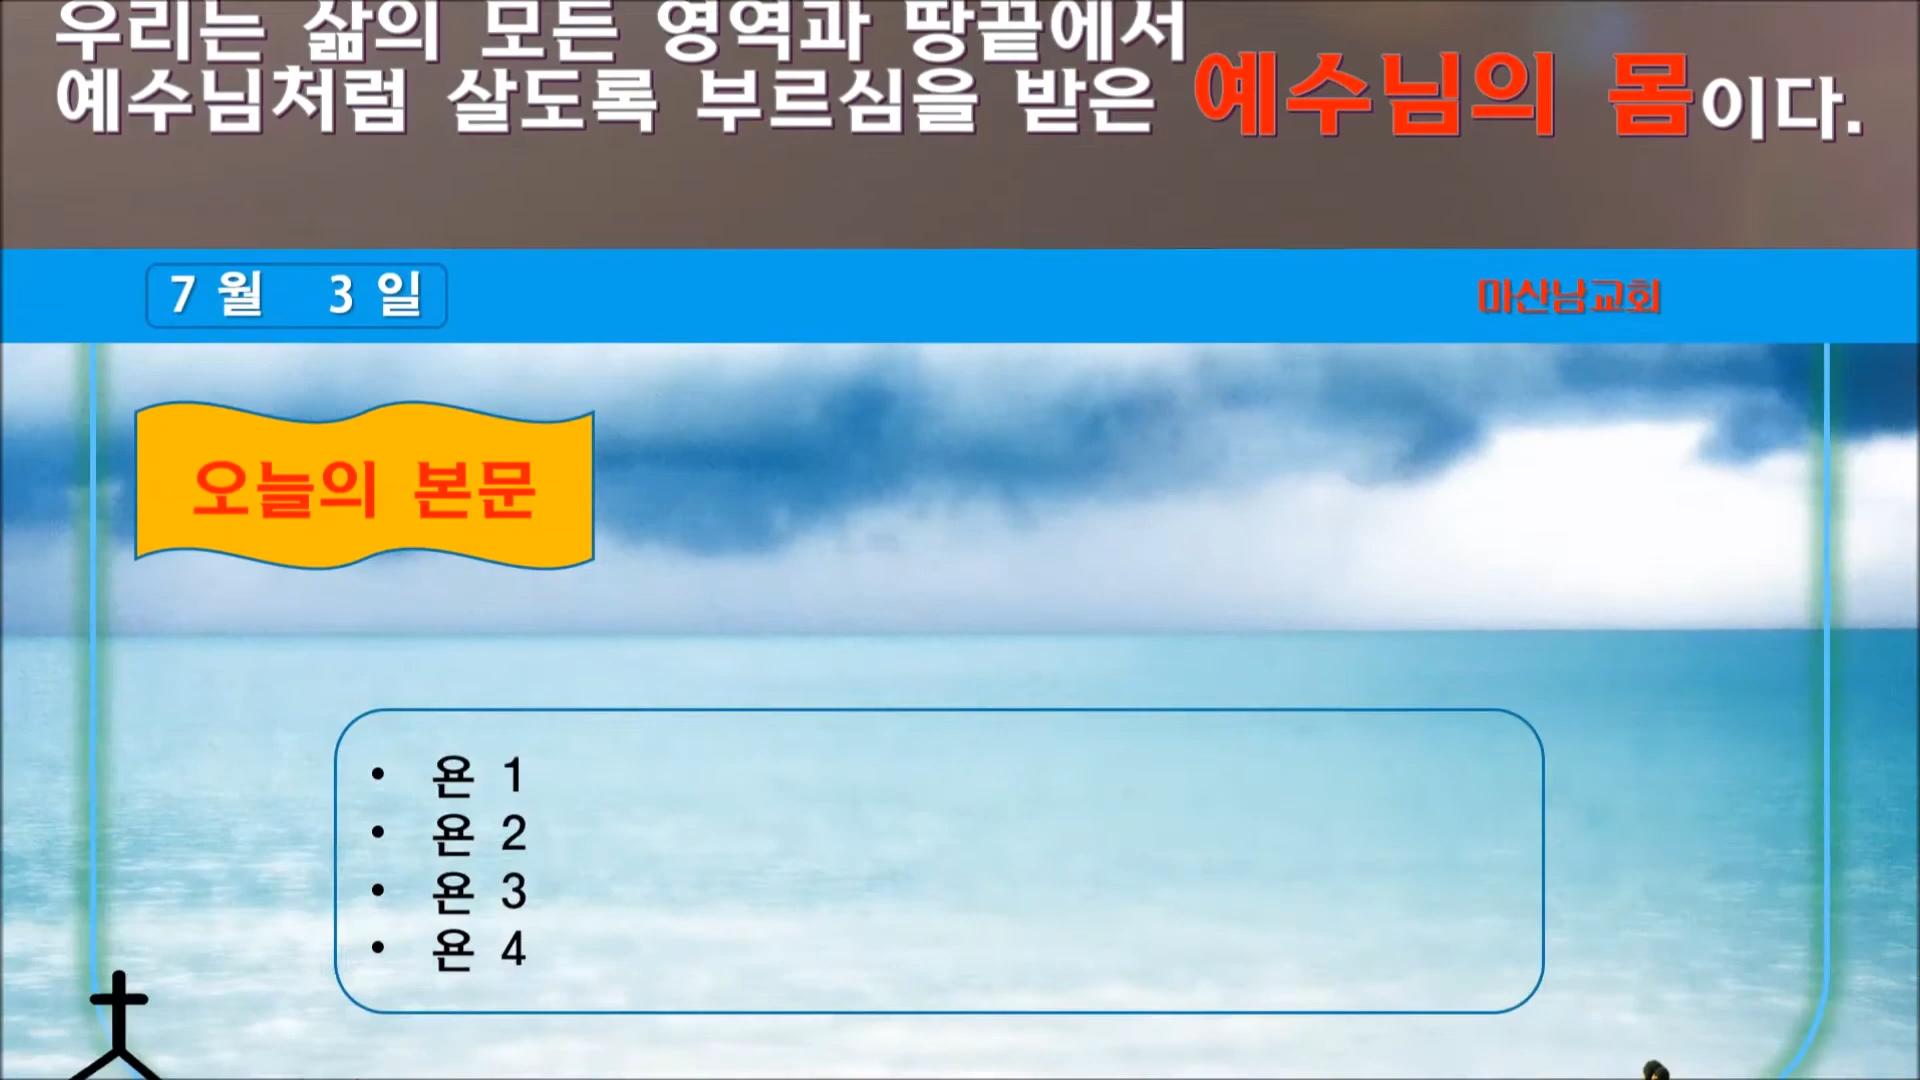 우리는 삶의 모든 영역과 땅끝에서
예수님처럼 살도록 부르심을 받은 예수님의 몸이다.
7월 3일
마산남교회
오늘의 본문
• 욘 1
• 욘 2
• 욘 3
• 욘 4